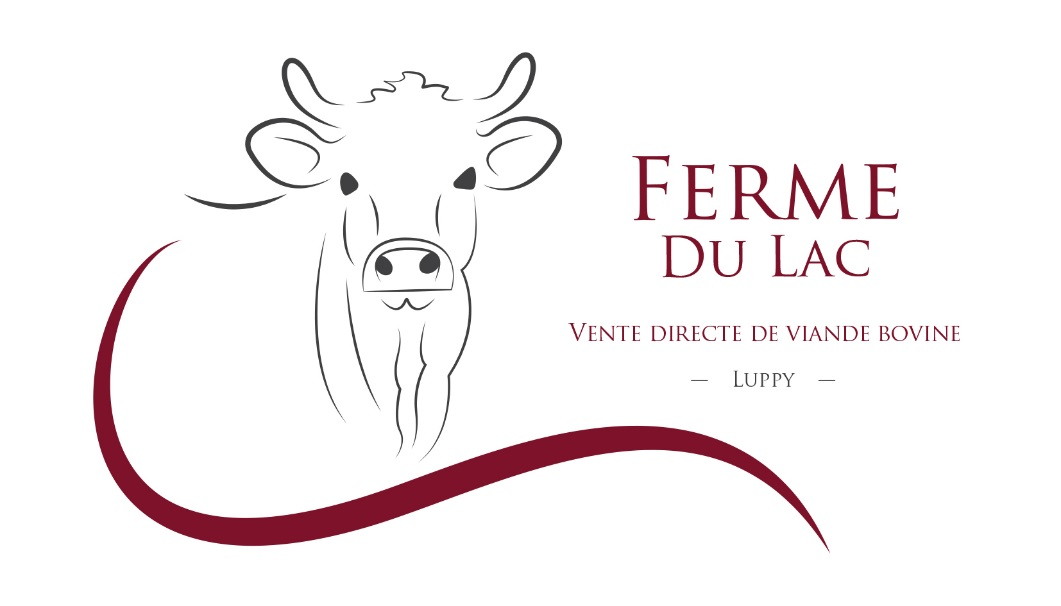 Ferme
Du Lac
Vente directe de viande bovine
— Luppy —